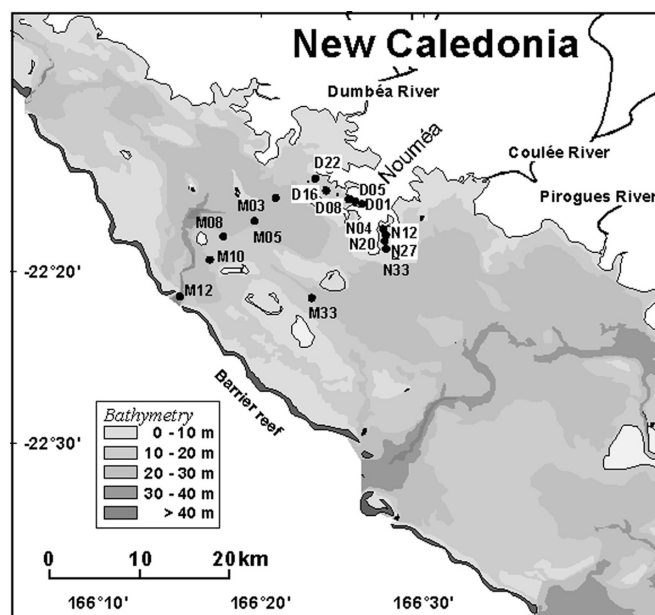 New Caledonia
Dumbéa River
Nouméa
Coulée River
Pirogues River
D22
D05
D16
D01
D08
M03
M05
M08
M10
M12
M33
N04
N12
N20
N27
N33
-22°20
-22°30
Barrier reef
Bathymetry
0 - 10 m
10 - 20 m
20 - 30 m
30 - 40 m
> 40 m
0 10 20 km
166°10' 166°20 166°30